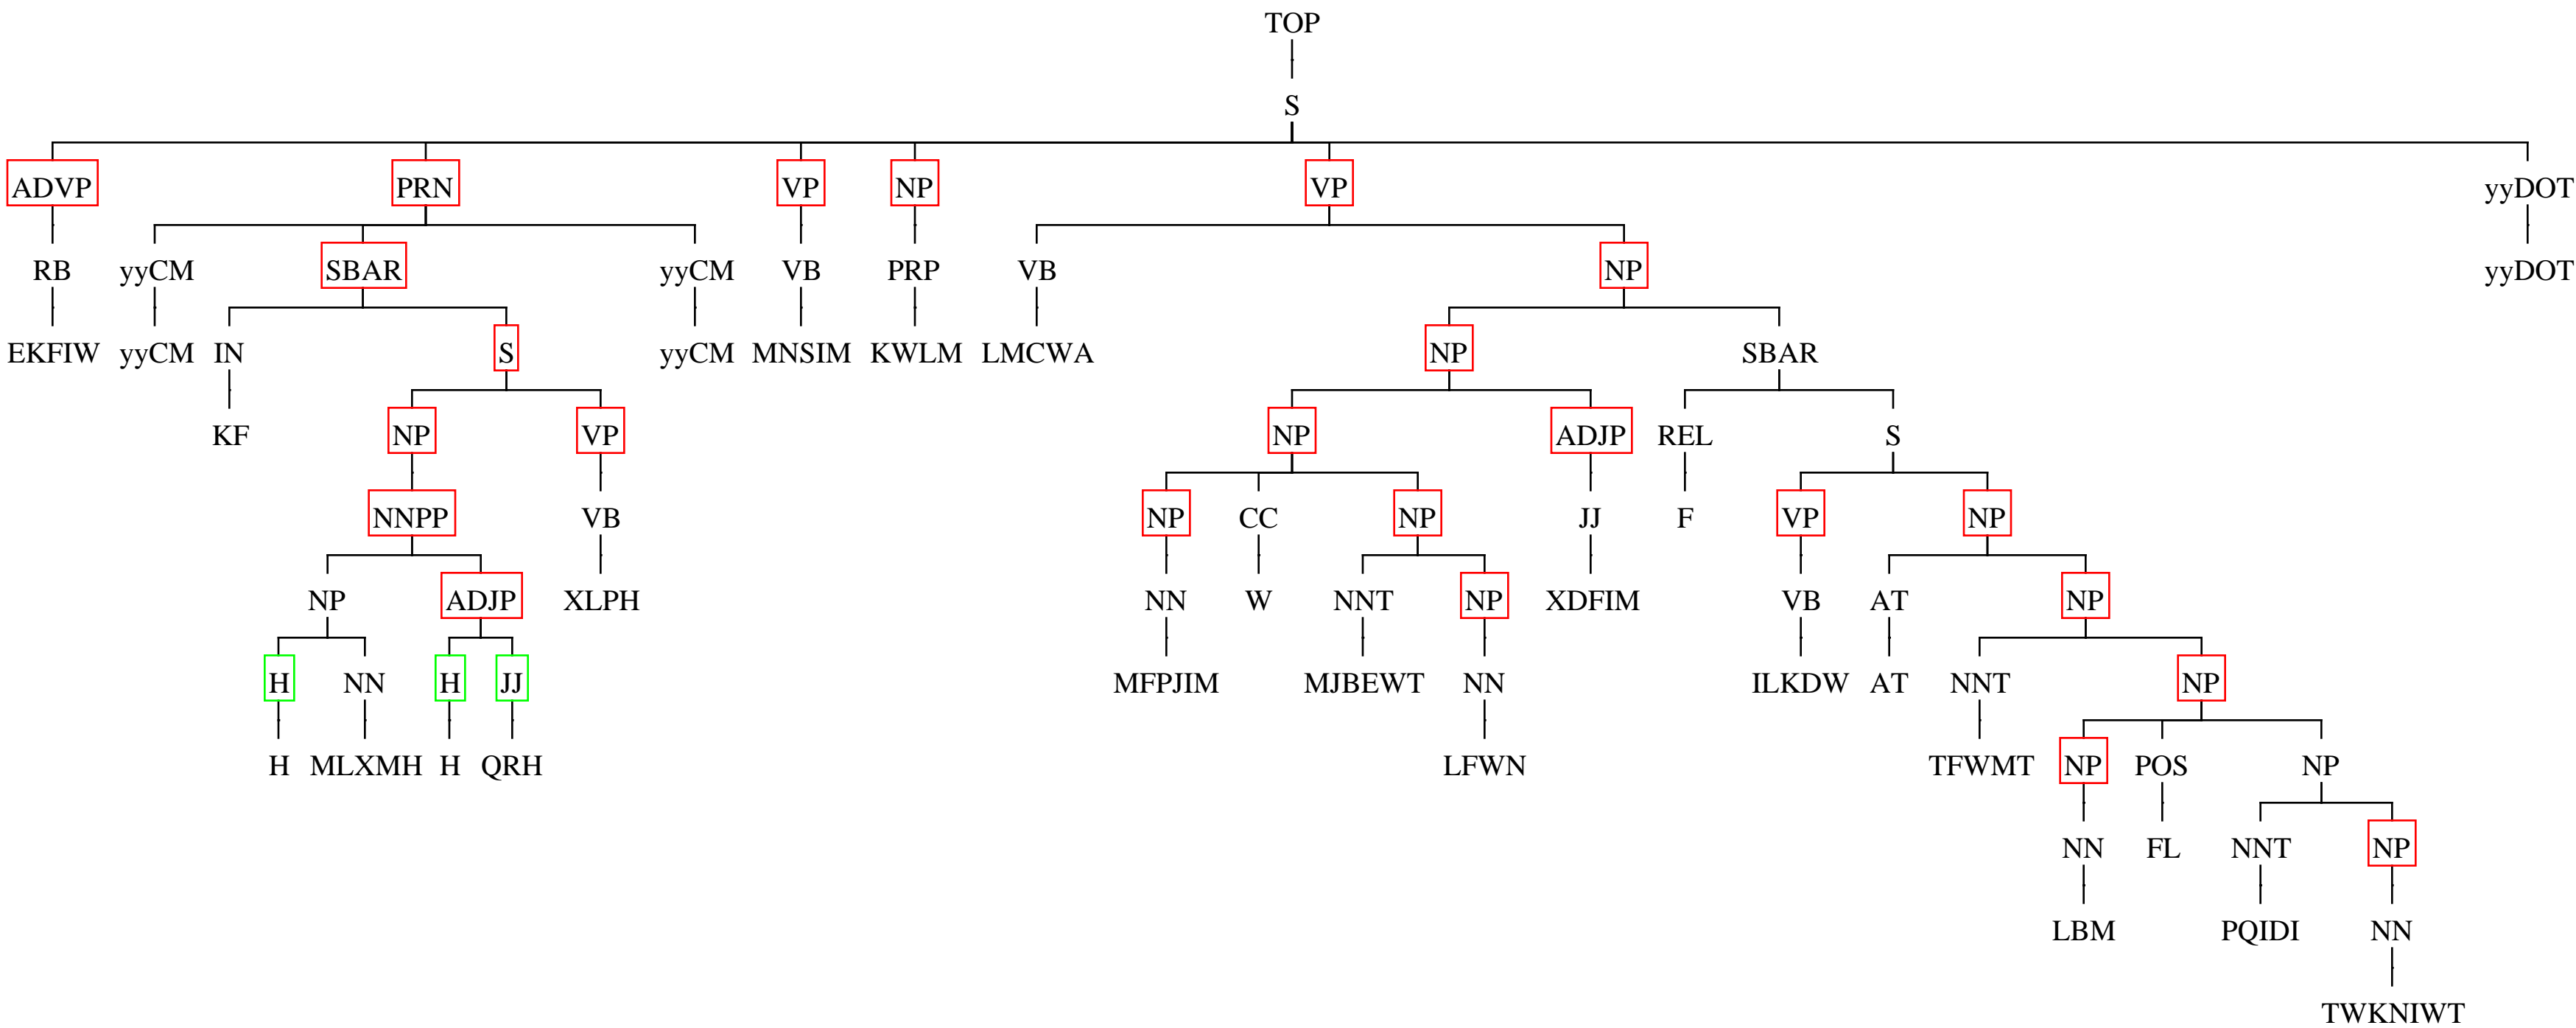 TOP
S
ADVP PRN VP NP VP yyDOT
RB yyCM SBAR yyCM VB PRP VB NP yyDOT
EKFIW yyCM IN S yyCM MNSIM KWLM LMCWA NP SBAR
KF NP VP NP ADJP REL S
NNPP VB NP CC NP JJ F VP NP
NP ADJP XLPH NN W NNT NP XDFIM VB AT NP
H NN H JJ MFPJIM MJBEWT NN ILKDW AT NNT NP
H MLXMH H QRH LFWN TFWMT NP POS NP
NN FL NNT NP
LBM PQIDI NN
TWKNIWT